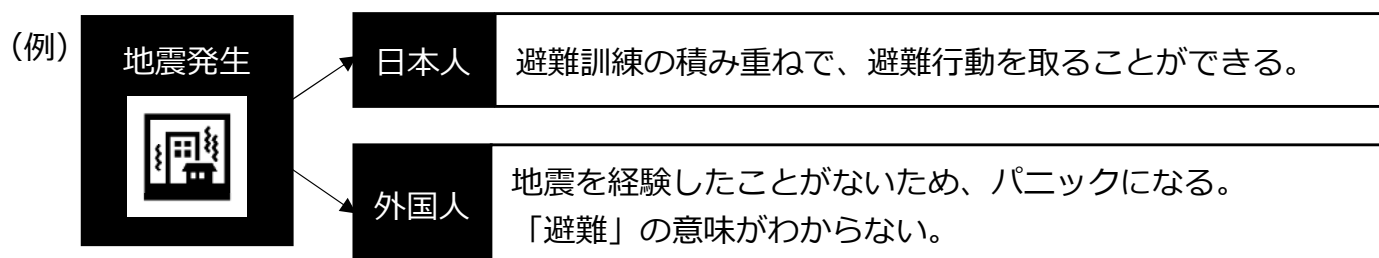 （例）
地震発生
日本人
避難訓練の積み重ねで、避難行動を取ることができる。
外国人
地震を経験したことがないため、パニックになる。
「避難」の意味がわからない。